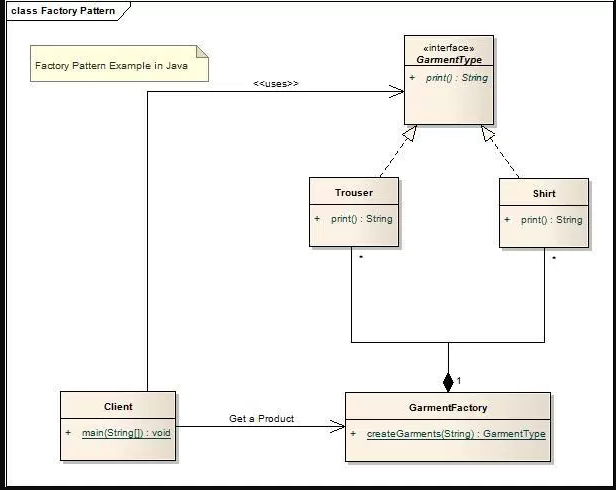 class Factory Pattern
Factory Pattern Example in Java
«interface»
GarmentType
+ print() : String
<<uses>>
Trouser
+ print() : String
Shirt
+ print() : String
*
*
1
Client
+ main(String[]) : void
Get a Product
GarmentFactory
+ createGarments(String) : GarmentType